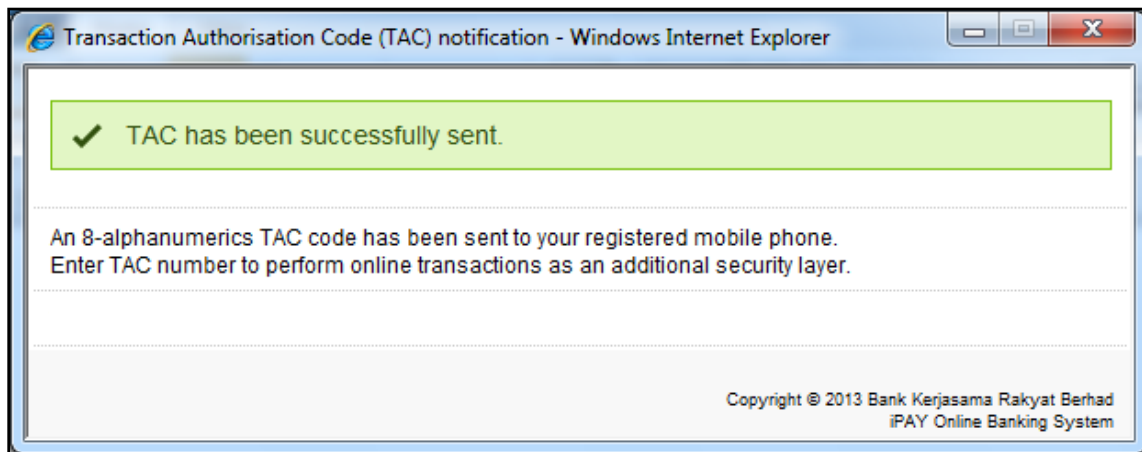 Transaction Authorisation Code (TAC) notification - Windows Internet Explorer
TAC has been successfully sent.
An 8-alphanumerics TAC code has been sent to your registered mobile phone.
Enter TAC number to perform online transactions as an additional security layer.
Copyright © 2013 Bank Kerjasama Rakyat Berhad
iPAY Online Banking System